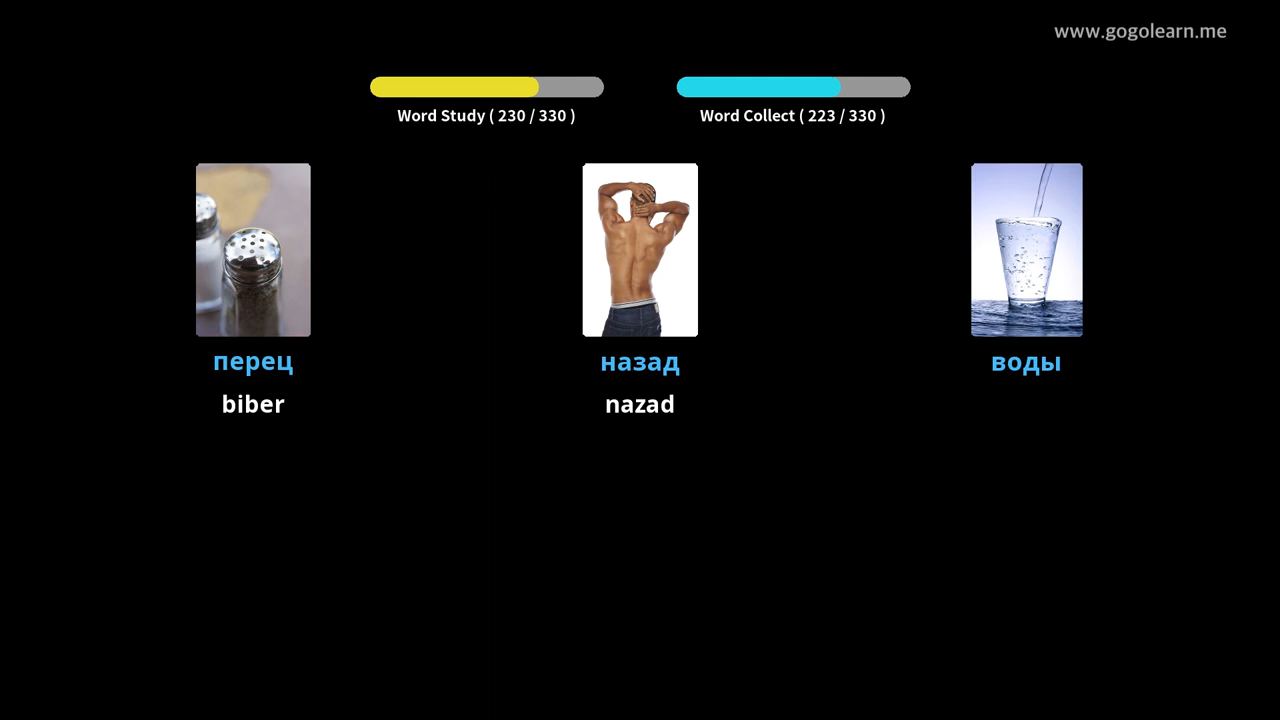 www.gogolearn.me
Word Study ( 230 / 330 )
Word Collect ( 223 / 330 )
перец
назад
воды
biber
nazad